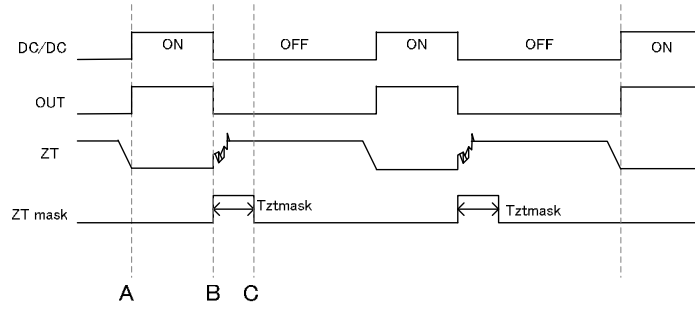 DC/DC ON OFF ON OFF ON
OUT
ZT
ZT mask Tztmask Tztmask
A B C